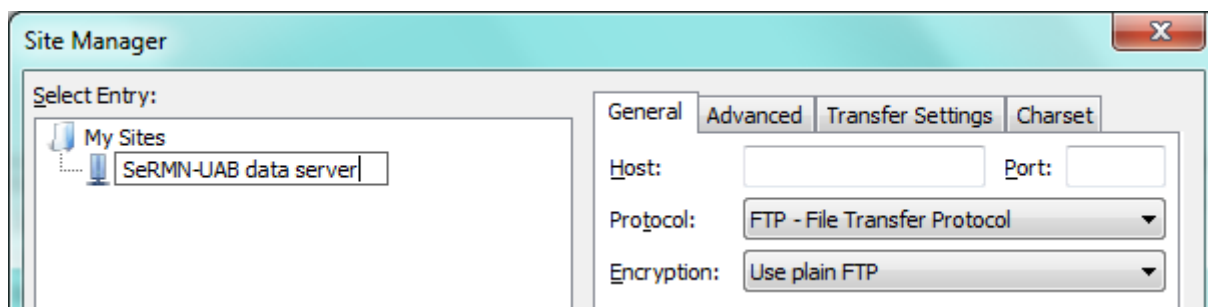 Site Manager
Select Entry:
My Sites
SeRMN-UAB data server
General Advanced Transfer Settings Charset
Host: Port:
Protocol: FTP - File Transfer Protocol
Encryption: Use plain FTP